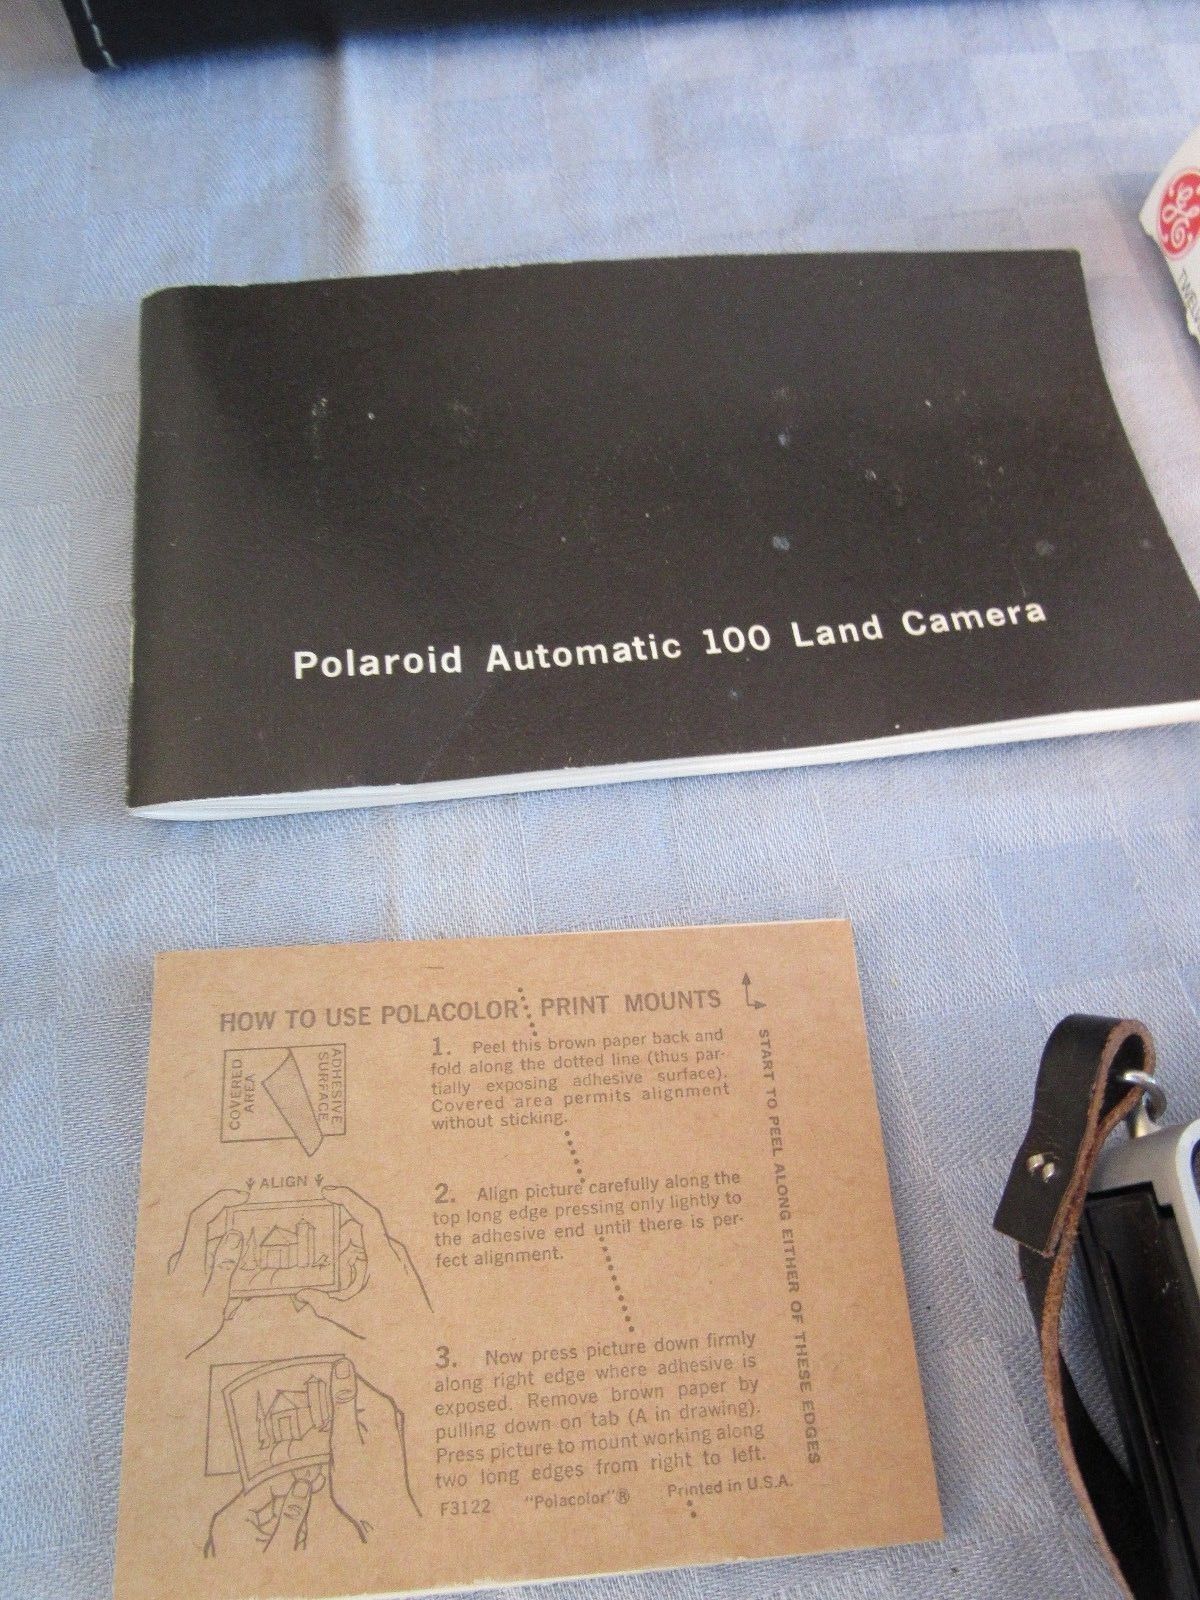 Polaroid Automatic 100 Land Camera
HOW TO USE POLACOLOR PRINT MOUNTS
COVERED
AREA
ADHESIVE
SURFACE
1. Peel this brown paper back and
fold along the dotted line (thus par-
tially exposing adhesive surface).
Covered area permits alignment
without sticking.
ALIGN
2. Align picture carefully along the
top long edge pressing only lightly to
the adhesive end until there is per-
fect alignment.
3. Now press picture down firmly
along right edge where adhesive is
exposed. Remove brown paper by
pulling down on tab (A in drawing).
Press picture to mount working along
two long edges from right to left.
F3122 "Polacolor"® Printed in U.S.A.
START TO PEEL ALONG EITHER OF THESE EDGES
GE